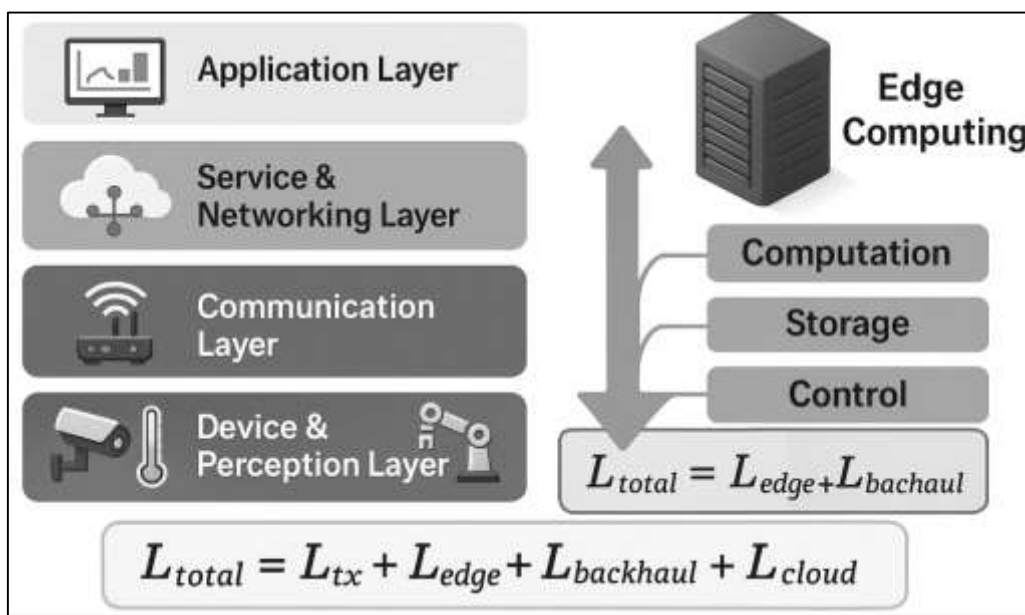 Application Layer
Service &
Networking Layer
Communication
Layer
Device &
Perception Layer
Edge
Computing
Computation
Storage
Control
L_total = L_edge+L_bachaul
L_total = L_tx + L_edge + L_backhaul + L_cloud